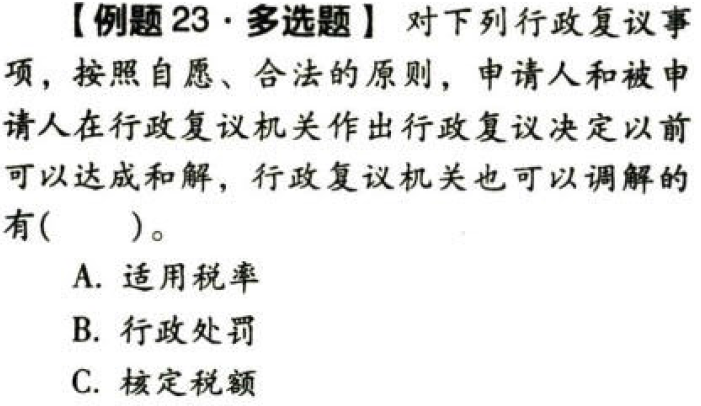 【例题 23·多选题】 对下列行政复议事
项，按照自愿、合法的原则，申请人和被申
请人在行政复议机关作出行政复议决定以前
可以达成和解，行政复议机关也可以调解的
有(  )。
A. 适用税率
B. 行政处罚
C. 核定税额